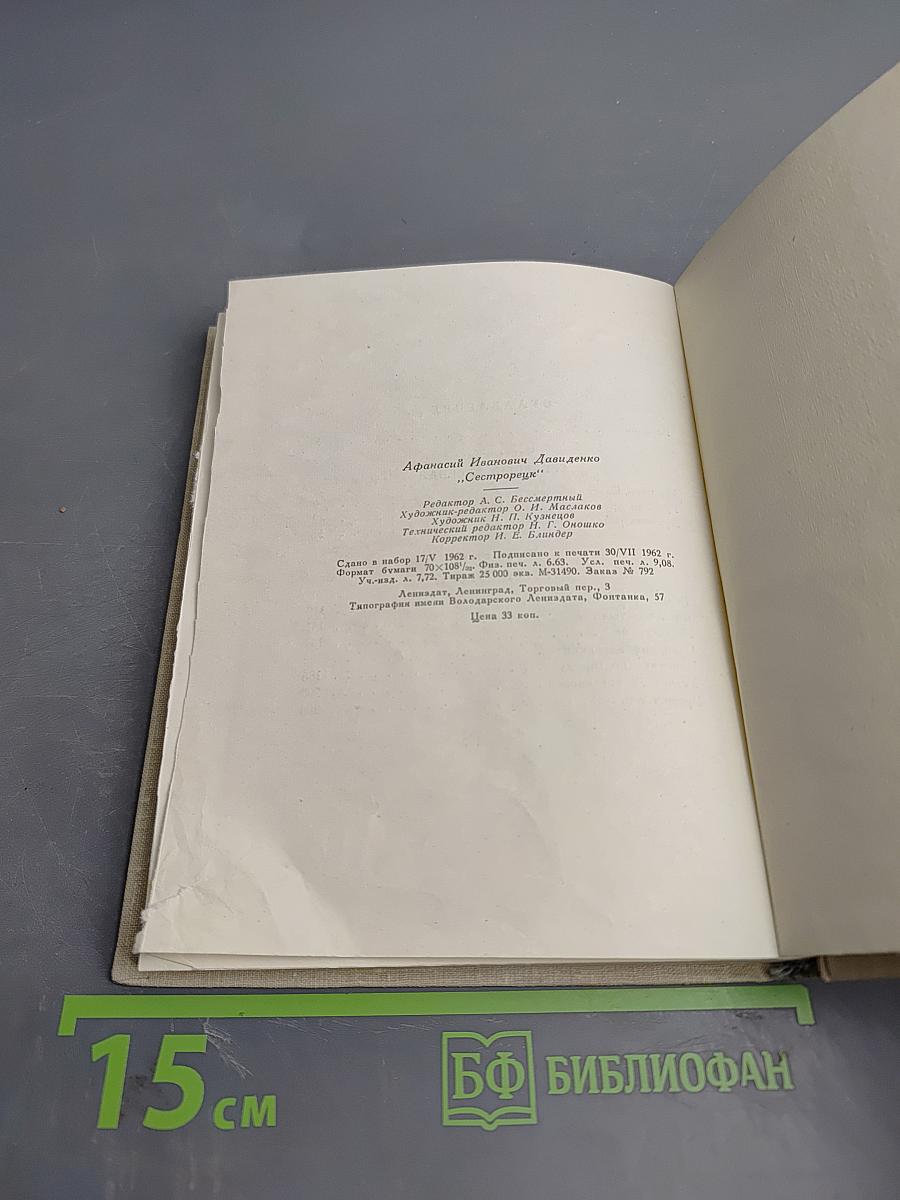 Афанасий Иванович Давиденко
„Сестрорецк“
Редактор А. С. Бессмертный
Художник-редактор О. И. Маслаков
Художник Н. П. Кузнецов
Технический редактор Н. Г. Оношко
Корректор И. Е. Блиндер
Сдано в набор 17/V 1962 г. Подписано к печати 30/VII 1962 г.
Формат бумаги 70×108¹/₃₂. Физ. печ. л. 6.63. Усл. печ. л. 9,08.
Уч.-изд. л. 7,72. Тираж 25 000 экз. М-31490. Заказ № 792
Лениздат, Ленинград, Торговый пер., 3
Типография имени Володарского Лениздата, Фонтанка, 57
Цена 33 коп.
15 см
БФ БИБЛИОФАН